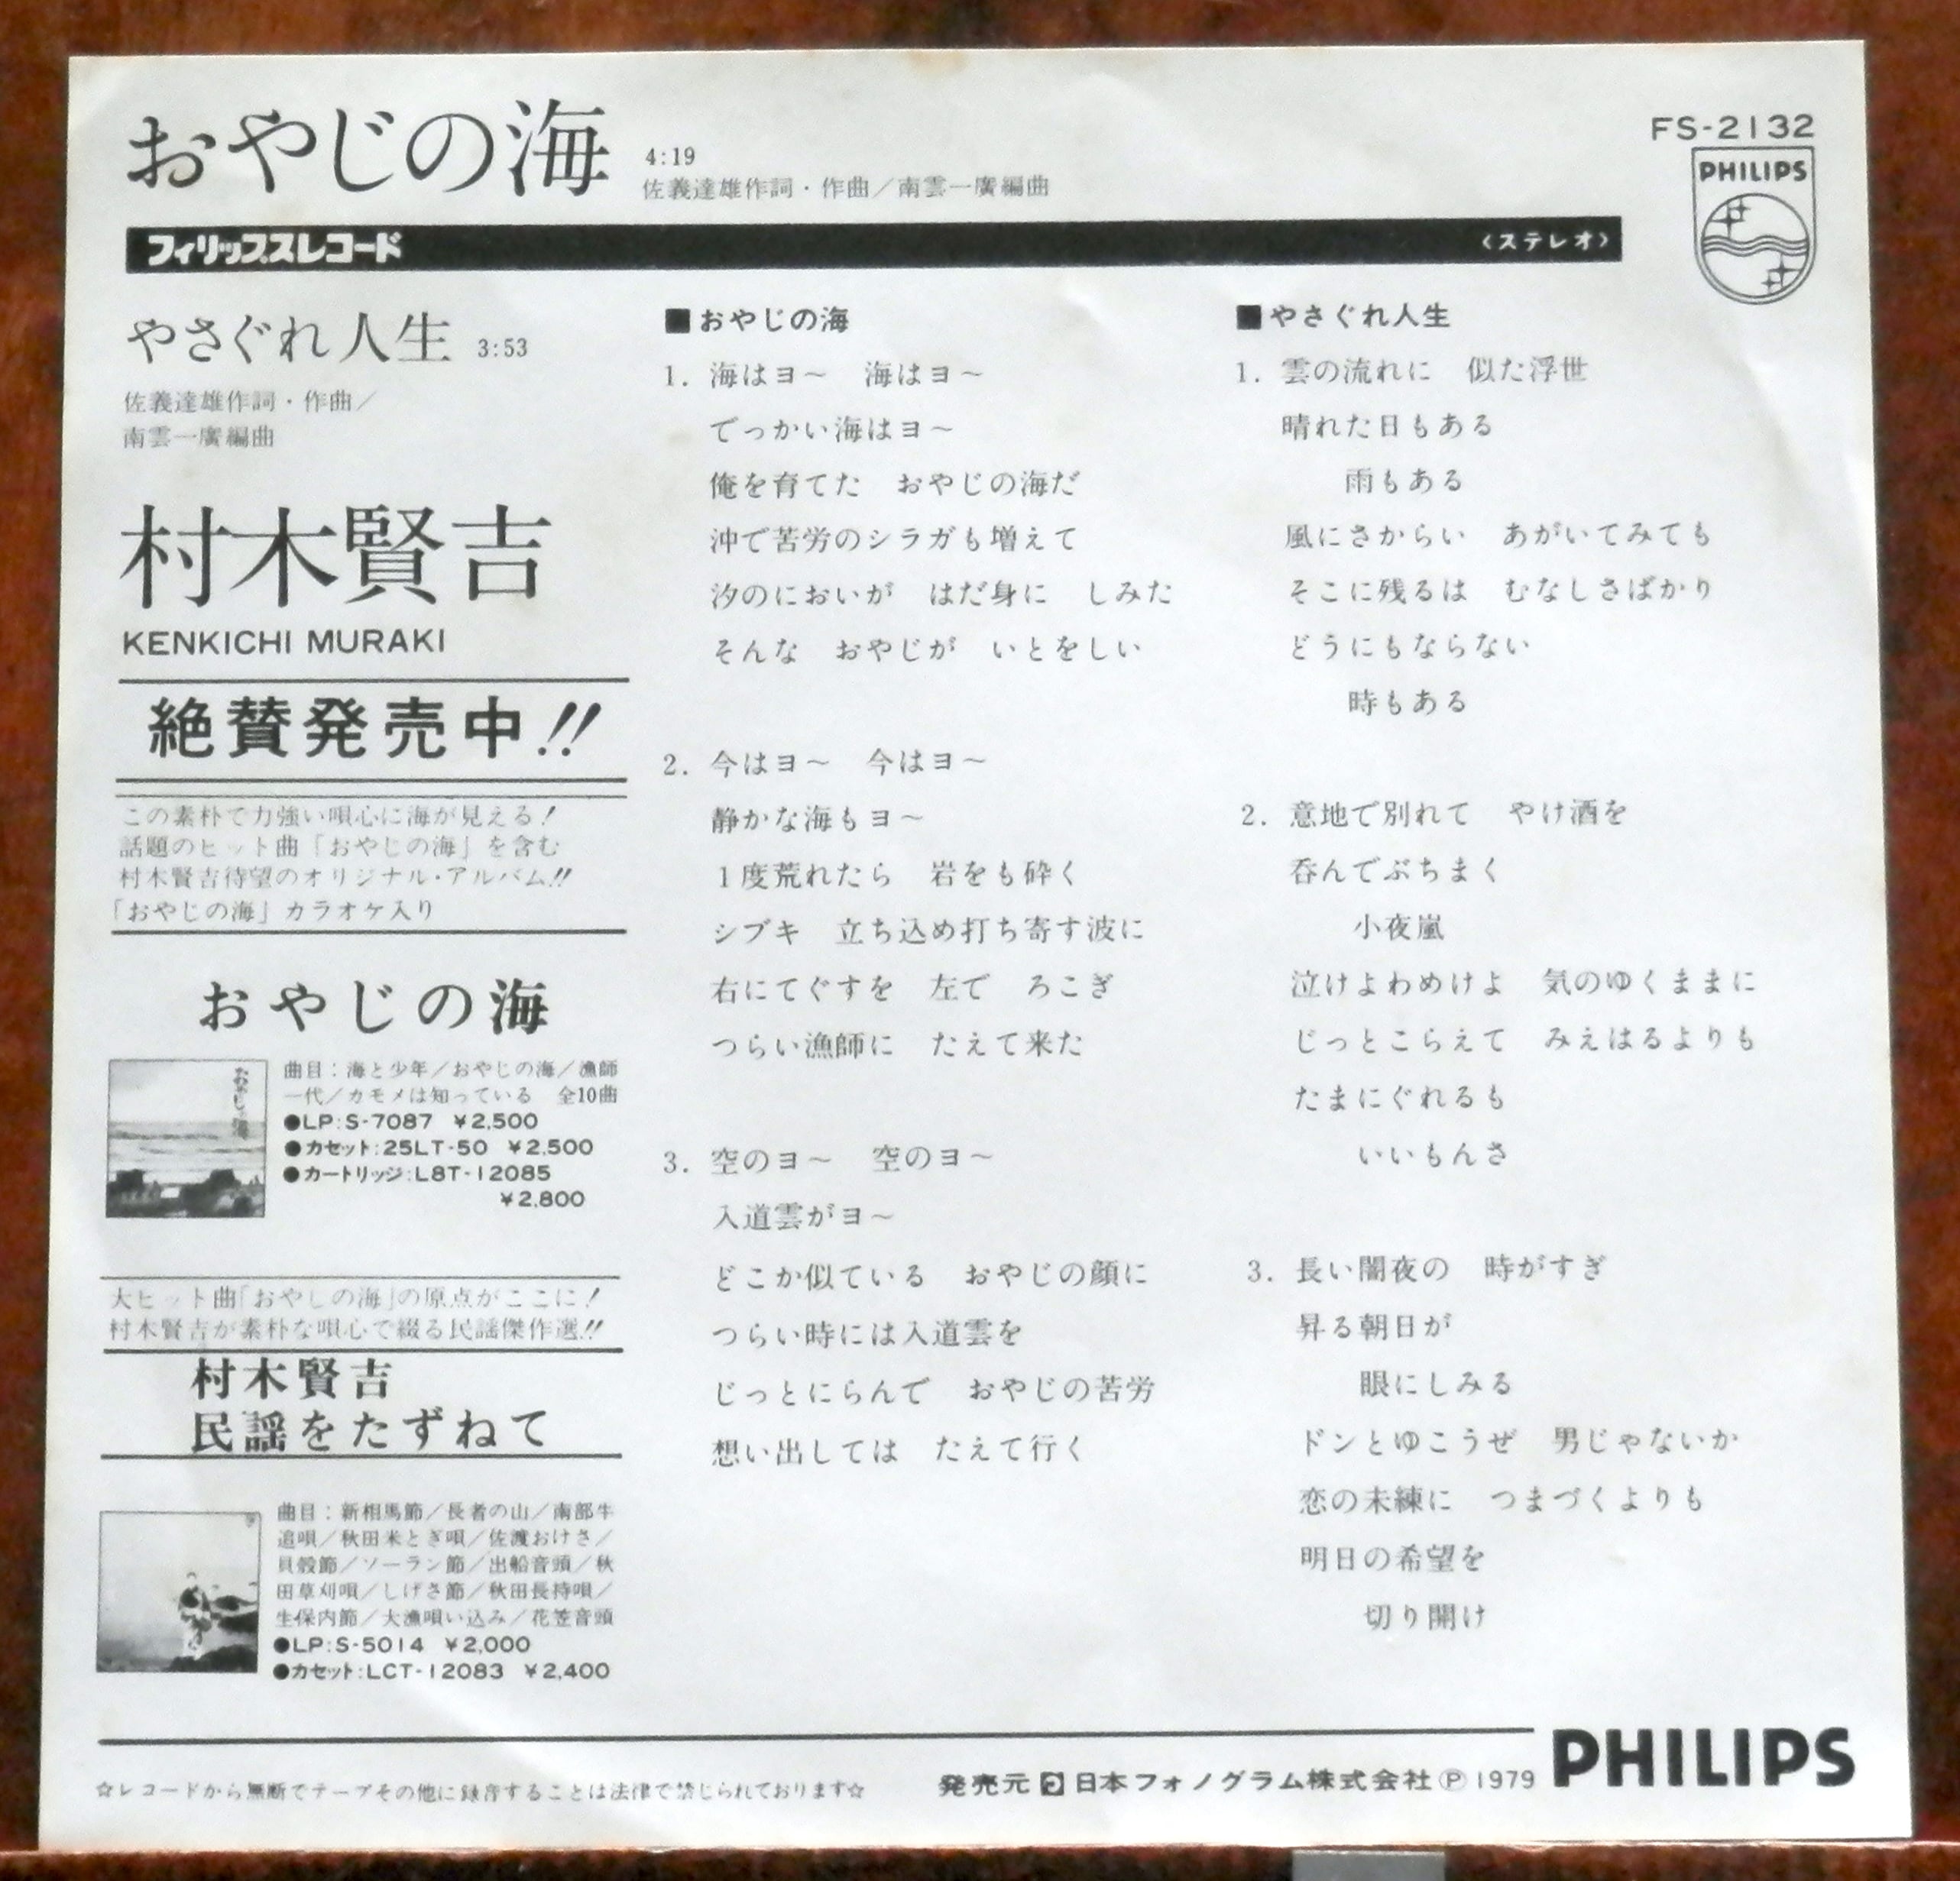 おやじの海
4:19
佐義達雄作詞・作曲／南雲一廣編曲
FS-2132
PHILIPS
フィリップスレコード
〈ステレオ〉
やさぐれ人生 3:53
佐義達雄作詞・作曲／
南雲一廣編曲
村木賢吉
KENKICHI MURAKI
絶賛発売中!!
この素朴で力強い唄心に海が見える！
話題のヒット曲「おやじの海」を含む
村木賢吉待望のオリジナル・アルバム!!
「おやじの海」カラオケ入り
おやじの海
おやじの海
曲目：海と少年／おやじの海／漁師
一代／カモメは知っている 全10曲
●LP:S-7087 ¥2,500
●カセット:25LT-50 ¥2,500
●カートリッジ:L8T-12085
¥2,800
大ヒット曲「おやじの海」の原点がここに！
村木賢吉が素朴な唄心で綴る民謡傑作選!!
村木賢吉
民謡をたずねて
曲目：新相馬節／長者の山／南部牛
追唄／秋田米とぎ唄／佐渡おけさ／
貝殻節／ソーラン節／出船音頭／秋
田草刈唄／しげさ節／秋田長持唄／
生保内節／大漁唄い込み／花笠音頭
●LP:S-5014 ¥2,000
●カセット:LCT-12083 ¥2,400
■おやじの海
1. 海はヨ～ 海はヨ～
でっかい海はヨ～
俺を育てた おやじの海だ
沖で苦労のシラガも増えて
汐のにおいが はだ身に しみた
そんな おやじが いとをしい
2. 今はヨ～ 今はヨ～
静かな海もヨ～
1度荒れたら 岩をも砕く
シブキ 立ち込め打ち寄す波に
右にてぐすを 左で ろこぎ
つらい漁師に たえて来た
3. 空のヨ～ 空のヨ～
入道雲がヨ～
どこか似ている おやじの顔に
つらい時には入道雲を
じっとにらんで おやじの苦労
想い出しては たえて行く
■やさぐれ人生
1. 雲の流れに 似た浮世
晴れた日もある
雨もある
風にさからい あがいてみても
そこに残るは むなしさばかり
どうにもならない
時もある
2. 意地で別れて やけ酒を
呑んでぶちまく
小夜嵐
泣けよわめけよ 気のゆくままに
じっとこらえて みえはるよりも
たまにぐれるも
いいもんさ
3. 長い闇夜の 時がすぎ
昇る朝日が
眼にしみる
ドンとゆこうぜ 男じゃないか
恋の未練に つまづくよりも
明日の希望を
切り開け
☆レコードから無断でテープその他に録音することは法律で禁じられております☆
発売元 日本フォノグラム株式会社 Ⓟ 1979
PHILIPS